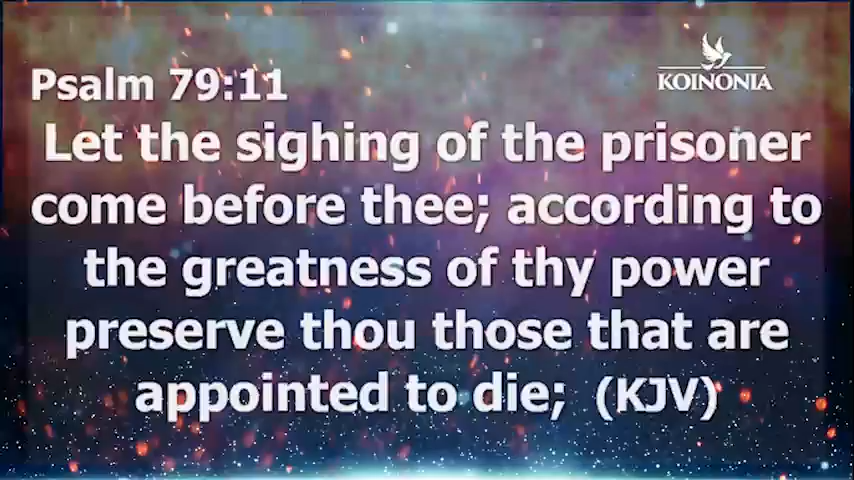 KOINONIA
Psalm 79:11
Let the sighing of the prisoner
come before thee; according to
the greatness of thy power
preserve thou those that are
appointed to die; (KJV)